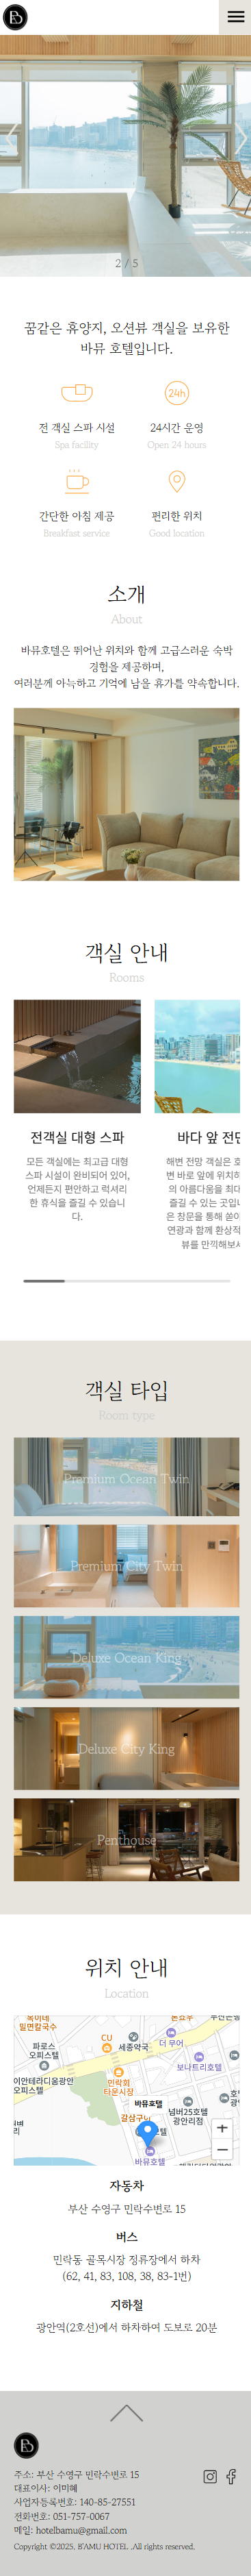 2 / 5
꿈같은 휴양지, 오션뷰 객실을 보유한
바뮤 호텔입니다.
전 객실 스파 시설
Spa facility
24h
24시간 운영
Open 24 hours
간단한 아침 제공
Breakfast service
편리한 위치
Good location
소개
About
바뮤호텔은 뛰어난 위치와 함께 고급스러운 숙박
경험을 제공하며,
여러분께 아늑하고 기억에 남을 휴가를 약속합니다.
객실 안내
Rooms
전객실 대형 스파
모든 객실에는 최고급 대형
스파 시설이 완비되어 있어,
언제든지 편안하고 럭셔리
한 휴식을 즐길 수 있습니
다.
바다 앞 전
해변 전망 객실은
변 바로 앞에 위치
의 아름다움을 최
즐길 수 있는 곳입
은 창문을 통해
연광과 함께 환상
뷰를 만끽해보
객실 타입
Room type
Premium Ocean Twin
Premium City Twin
Deluxe Ocean King
Deluxe City King
Penthouse
위치 안내
Location
밀면칼국수
파로스
오피스텔
CU
세종약국
더 무어
보나트리호텔
이안테라디움광안
오피스텔
민락회
타운시장
바뮤호텔
넘버25호텔
광안리점
바뮤호텔
자동차
부산 수영구 민락수변로 15
버스
민락동 골목시장 정류장에서 하차
(62, 41, 83, 108, 38, 83-1번)
지하철
광안역(2호선)에서 하차하여 도보로 20분
주소: 부산 수영구 민락수변로 15
대표이사: 이미혜
사업자등록번호: 140-85-27551
전화번호: 051-757-0067
메일: hotelbamu@gmail.com
Copyright ©2025. B'AMU HOTEL. .All rights reserved.